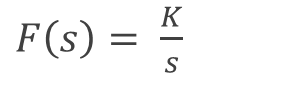 F(s) = K/s